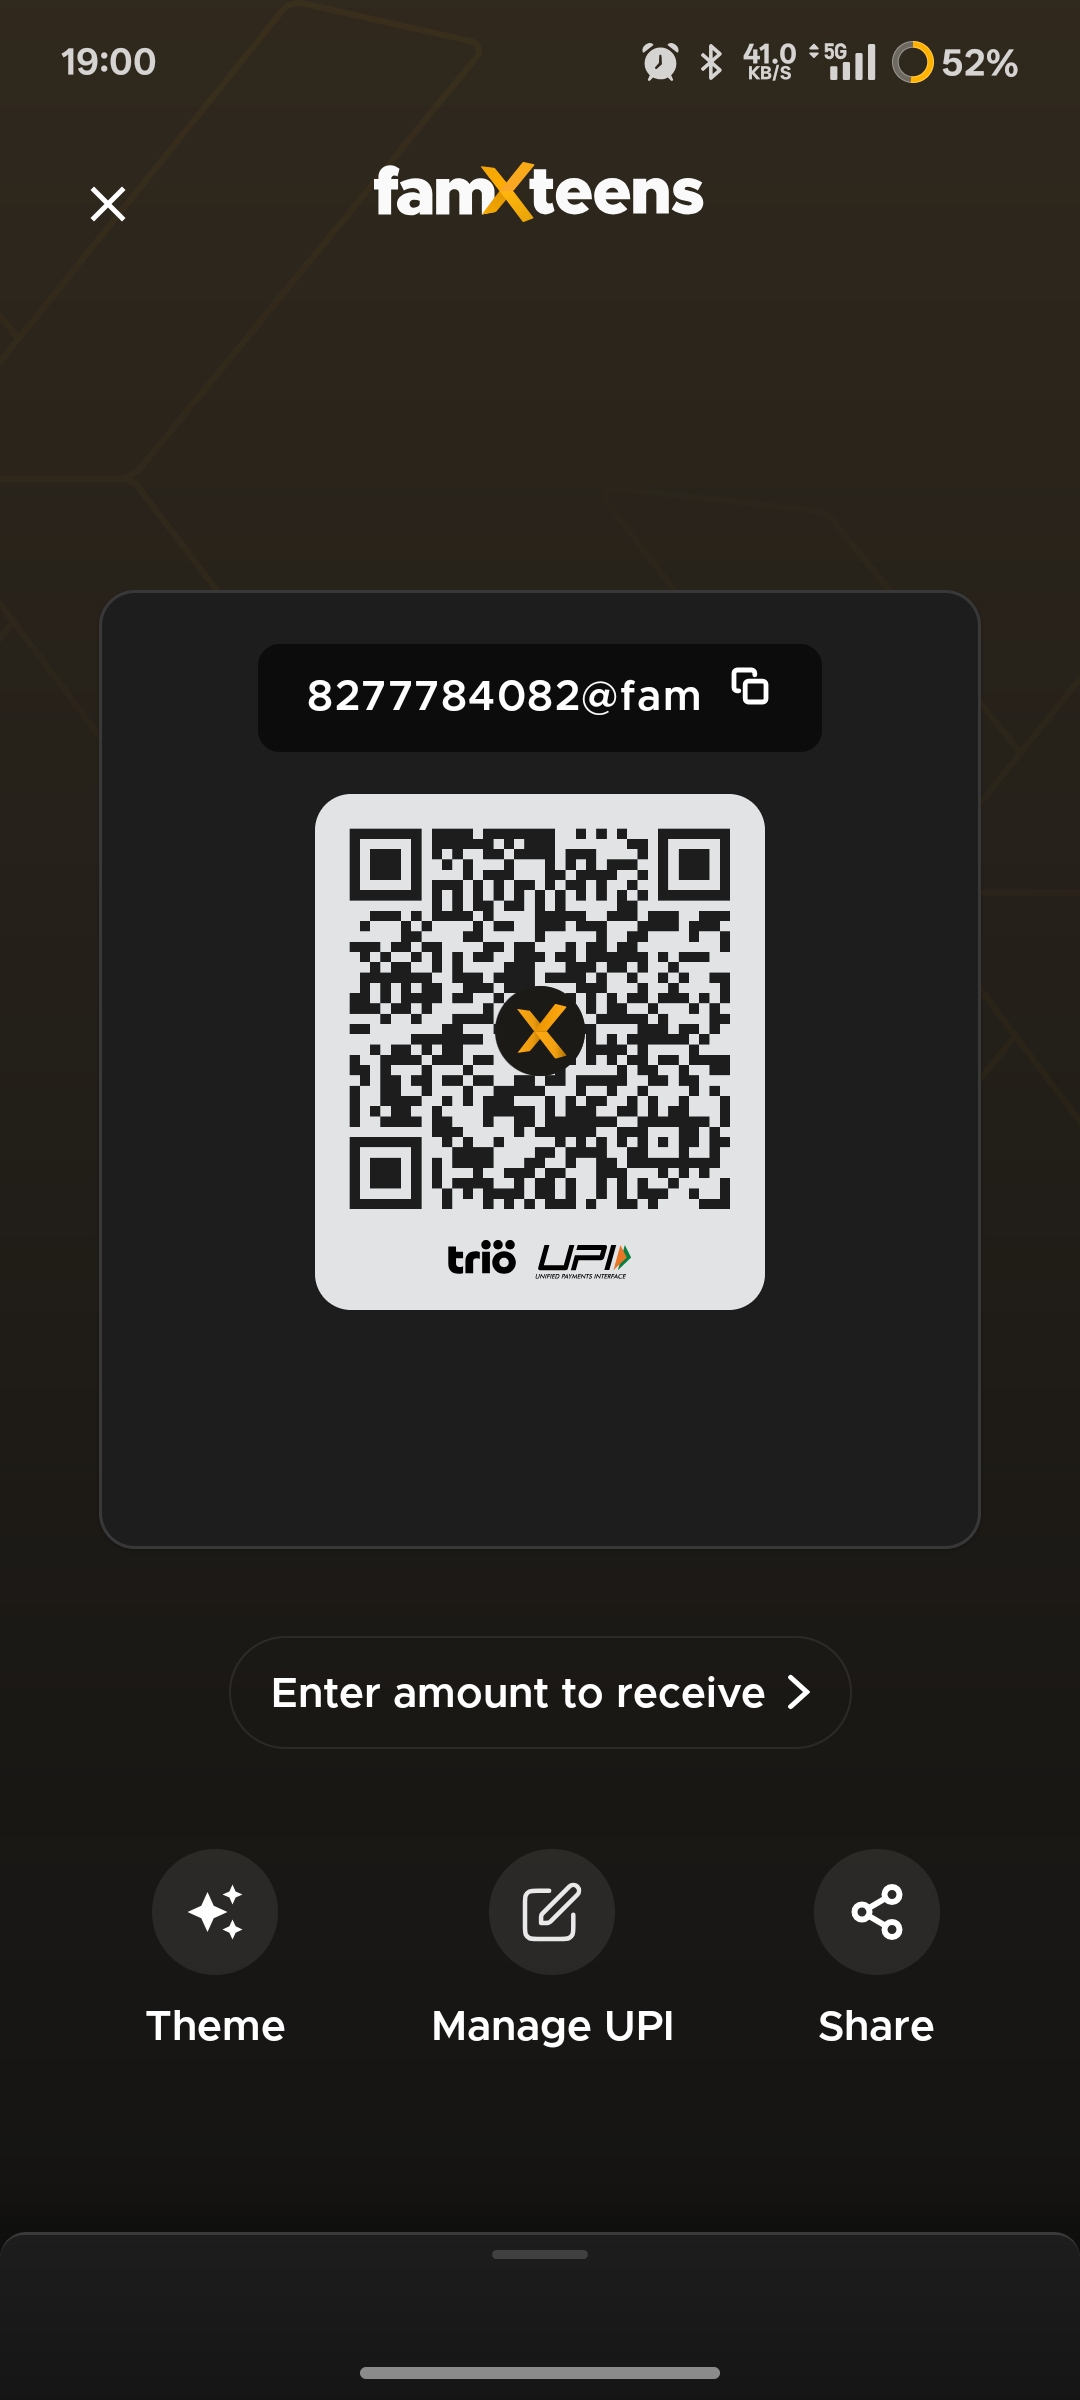 19:00
41.0
KB/S
5G
52%
famXteens
8277784082@fam
X
triö
UPI
UNIFIED PAYMENTS INTERFACE
Enter amount to receive
Theme
Manage UPI
Share